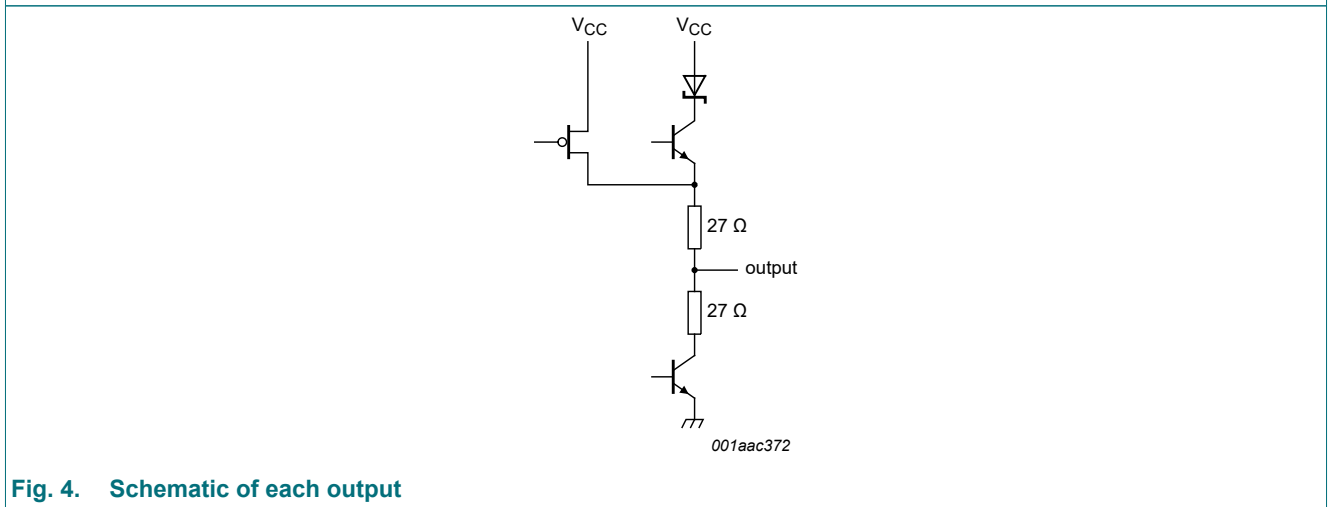 VCC VCC
27 Ω
output
27 Ω
001aac372
Fig. 4. Schematic of each output